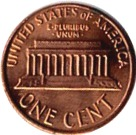 UNITED STATES OF AMERICA
E·PLURIBUS
·UNUM·
ONE CENT